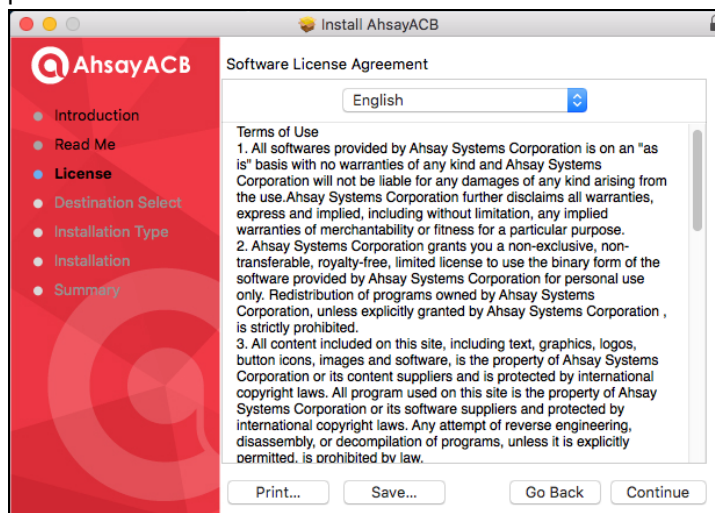 Install AhsayACB
AhsayACB
Software License Agreement
English
Introduction
Read Me
License
Destination Select
Installation Type
Installation
Summary
Terms of Use
1. All softwares provided by Ahsay Systems Corporation is on an "as
is" basis with no warranties of any kind and Ahsay Systems
Corporation will not be liable for any damages of any kind arising from
the use.Ahsay Systems Corporation further disclaims all warranties,
express and implied, including without limitation, any implied
warranties of merchantability or fitness for a particular purpose.
2. Ahsay Systems Corporation grants you a non-exclusive, non-
transferable, royalty-free, limited license to use the binary form of the
software provided by Ahsay Systems Corporation for personal use
only. Redistribution of programs owned by Ahsay Systems
Corporation, unless explicitly granted by Ahsay Systems Corporation ,
is strictly prohibited.
3. All content included on this site, including text, graphics, logos,
button icons, images and software, is the property of Ahsay Systems
Corporation or its content suppliers and is protected by international
copyright laws. All program used on this site is the property of Ahsay
Systems Corporation or its software suppliers and protected by
international copyright laws. Any attempt of reverse engineering,
disassembly, or decompilation of programs, unless it is explicitly
permitted, is prohibited by law.
Print...
Save...
Go Back
Continue